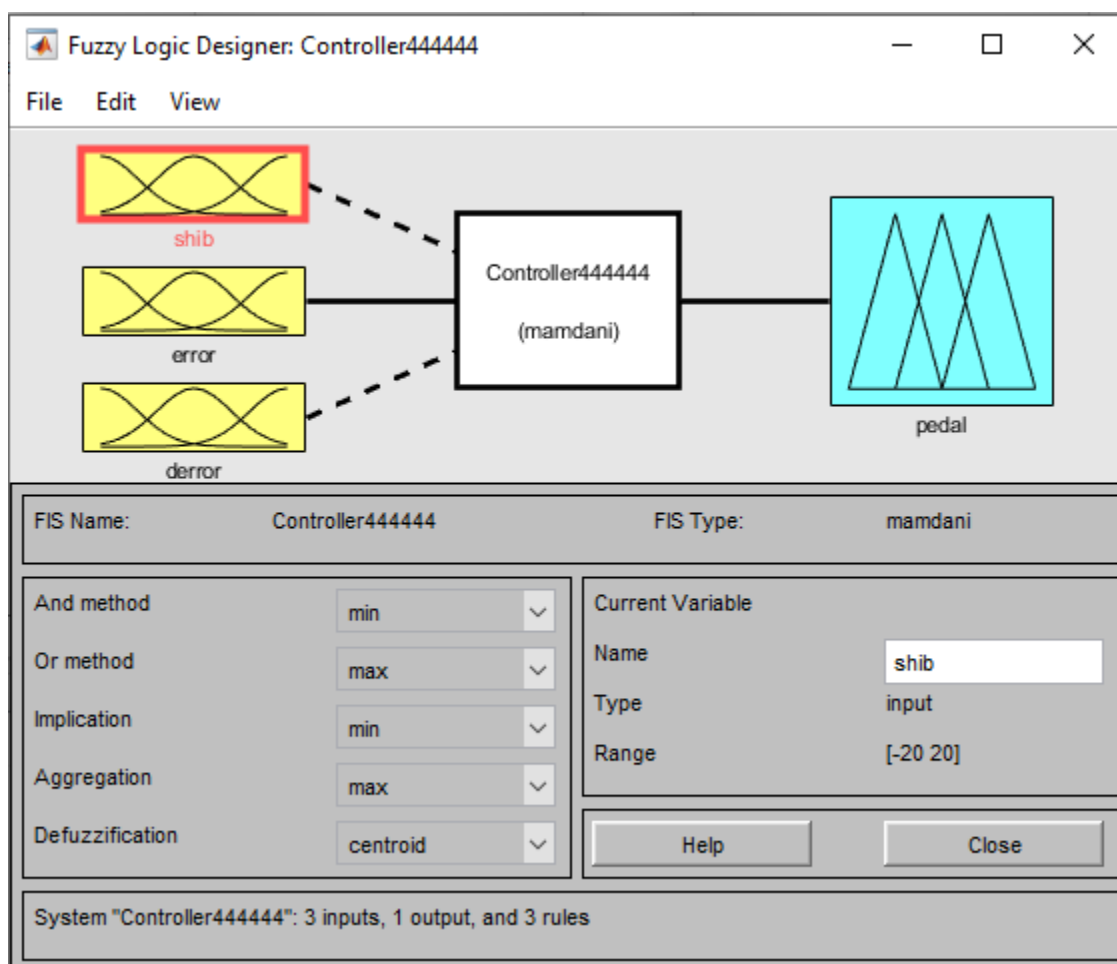 Fuzzy Logic Designer: Controller444444
File Edit View
shib
error
derror
Controller444444
(mamdani)
pedal
FIS Name: Controller444444 FIS Type: mamdani
And method min
Or method max
Implication min
Aggregation max
Defuzzification centroid
Current Variable
Name shib
Type input
Range [-20 20]
Help Close
System "Controller444444": 3 inputs, 1 output, and 3 rules